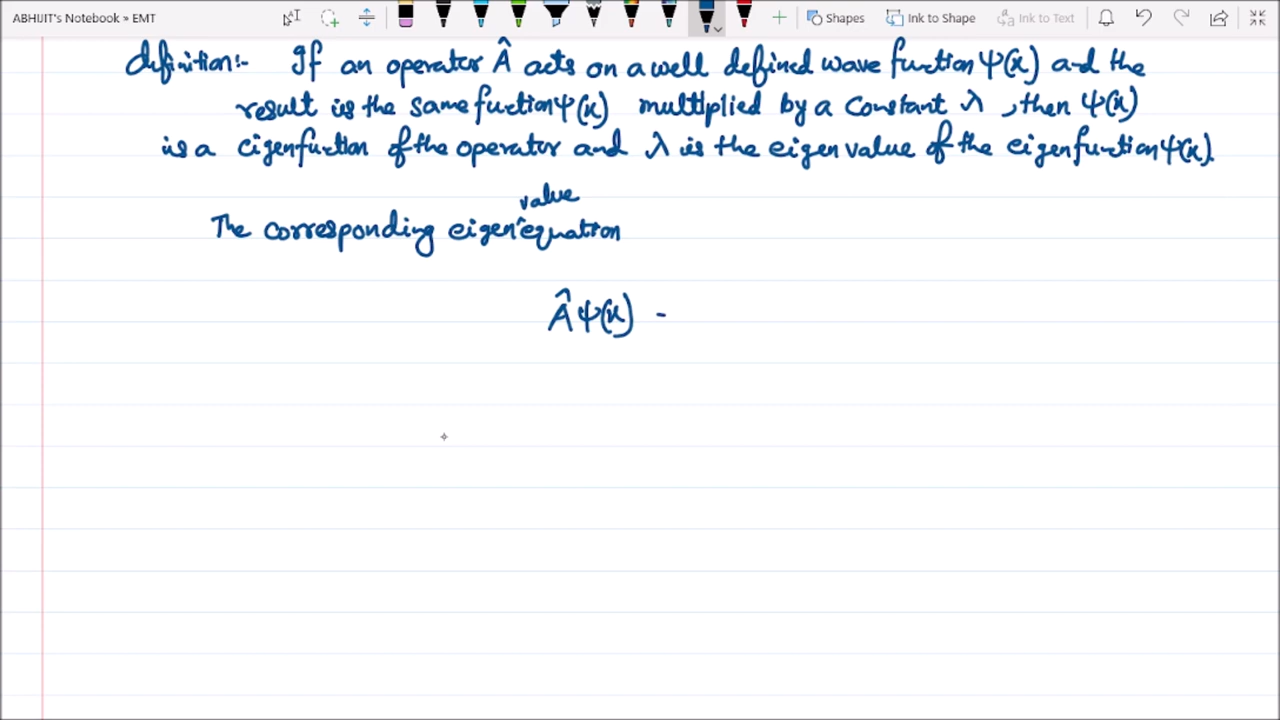 ABHIJIT's Notebook » EMT
Shapes Ink to Shape Ink to Text
definition:- If an operator Â acts on a well defined wave function ψ(x) and the
result is the same function ψ(x) multiplied by a constant λ, then ψ(x)
is a eigenfunction of the operator and λ is the eigen value of the eigenfunction ψ(x).
value
The corresponding eigen^equation
Âψ(x) -